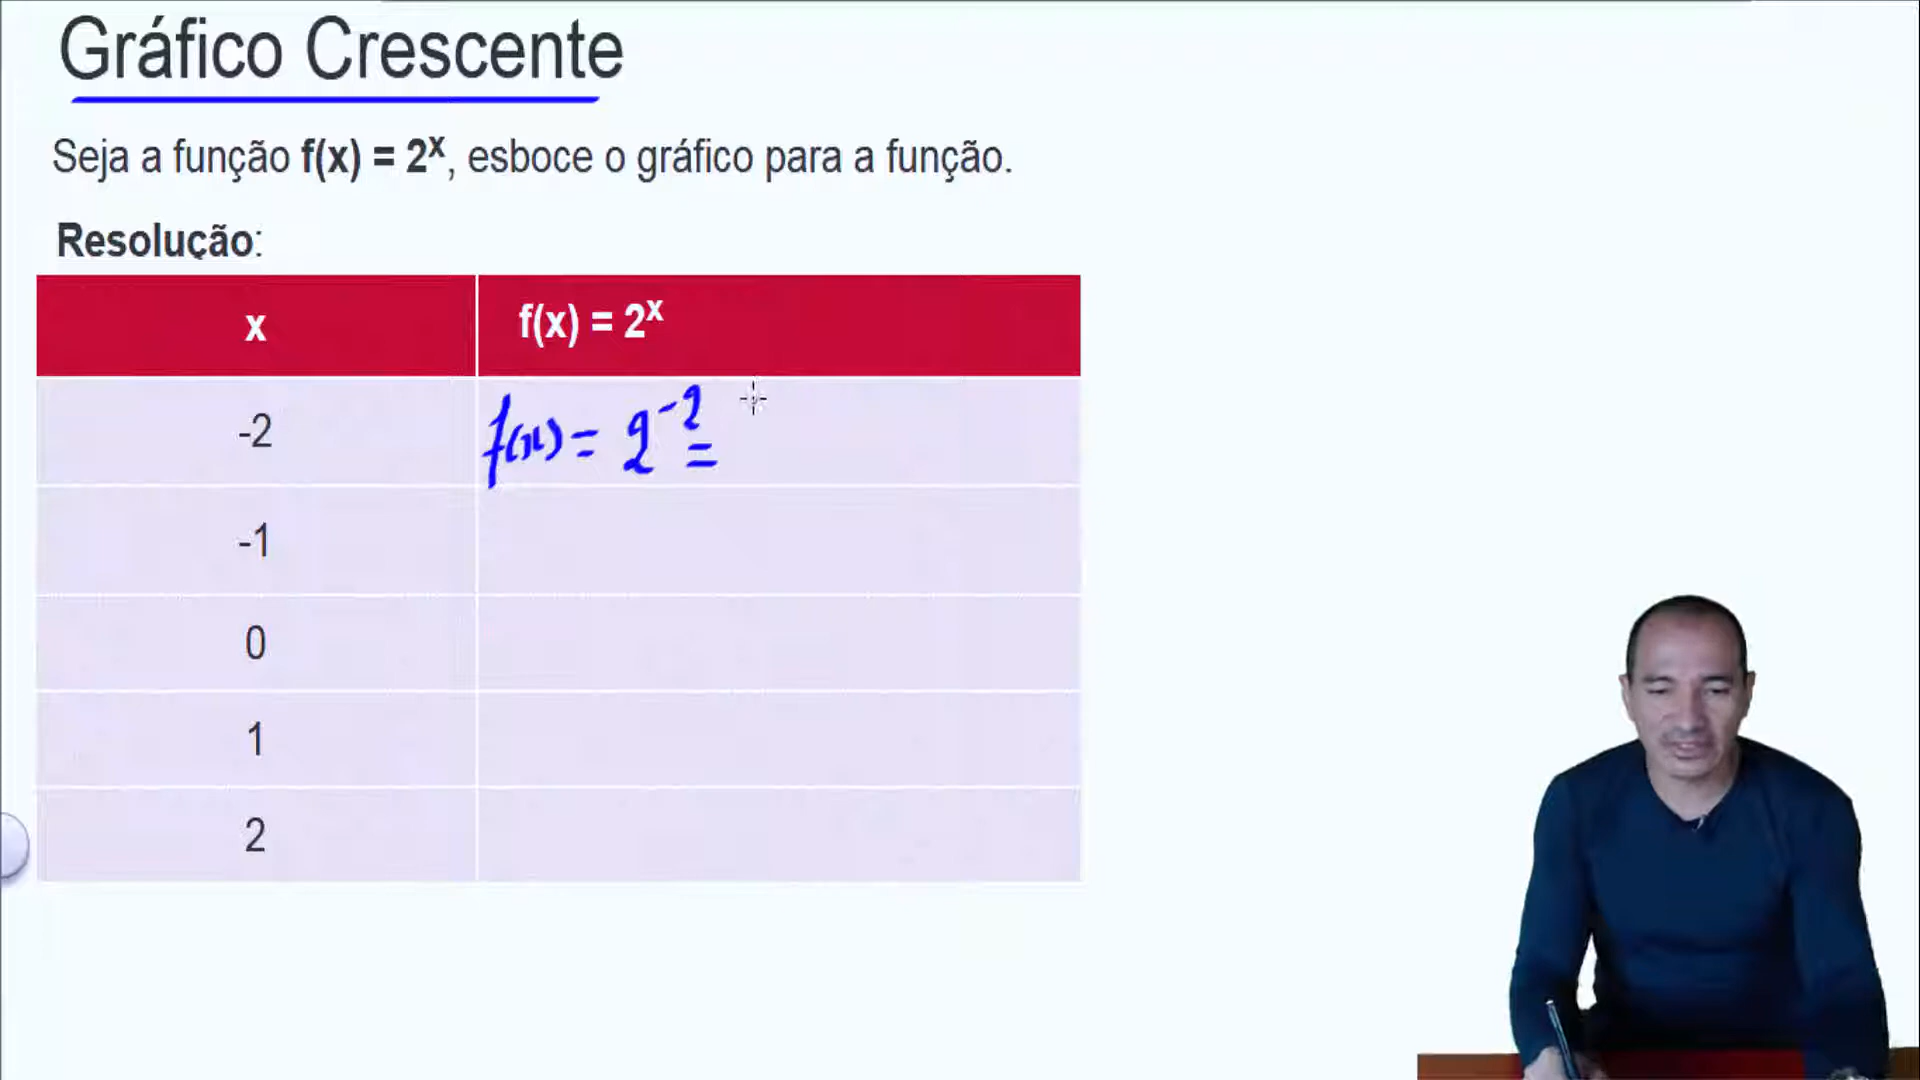 Gráfico Crescente
Seja a função f(x) = 2ˣ, esboce o gráfico para a função.
Resolução:
x f(x) = 2ˣ
-2 f(x) = 2⁻² =
-1
0
1
2